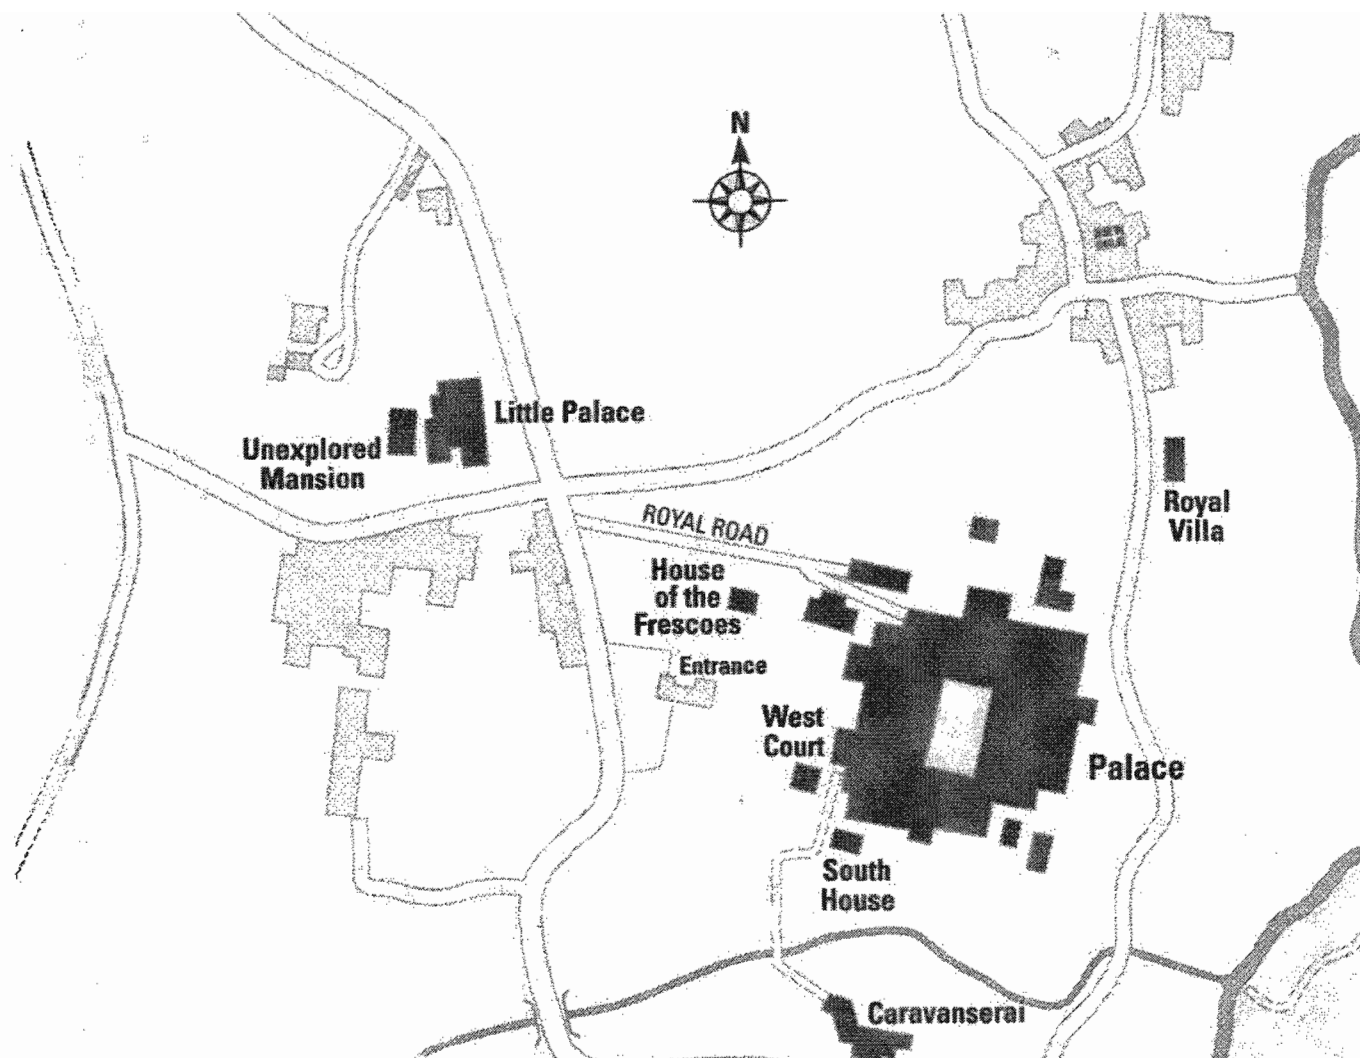 N
Little Palace
Unexplored
Mansion
Royal
Villa
ROYAL ROAD
House
of the
Frescoes
Entrance
West
Court
Palace
South
House
Caravanserai